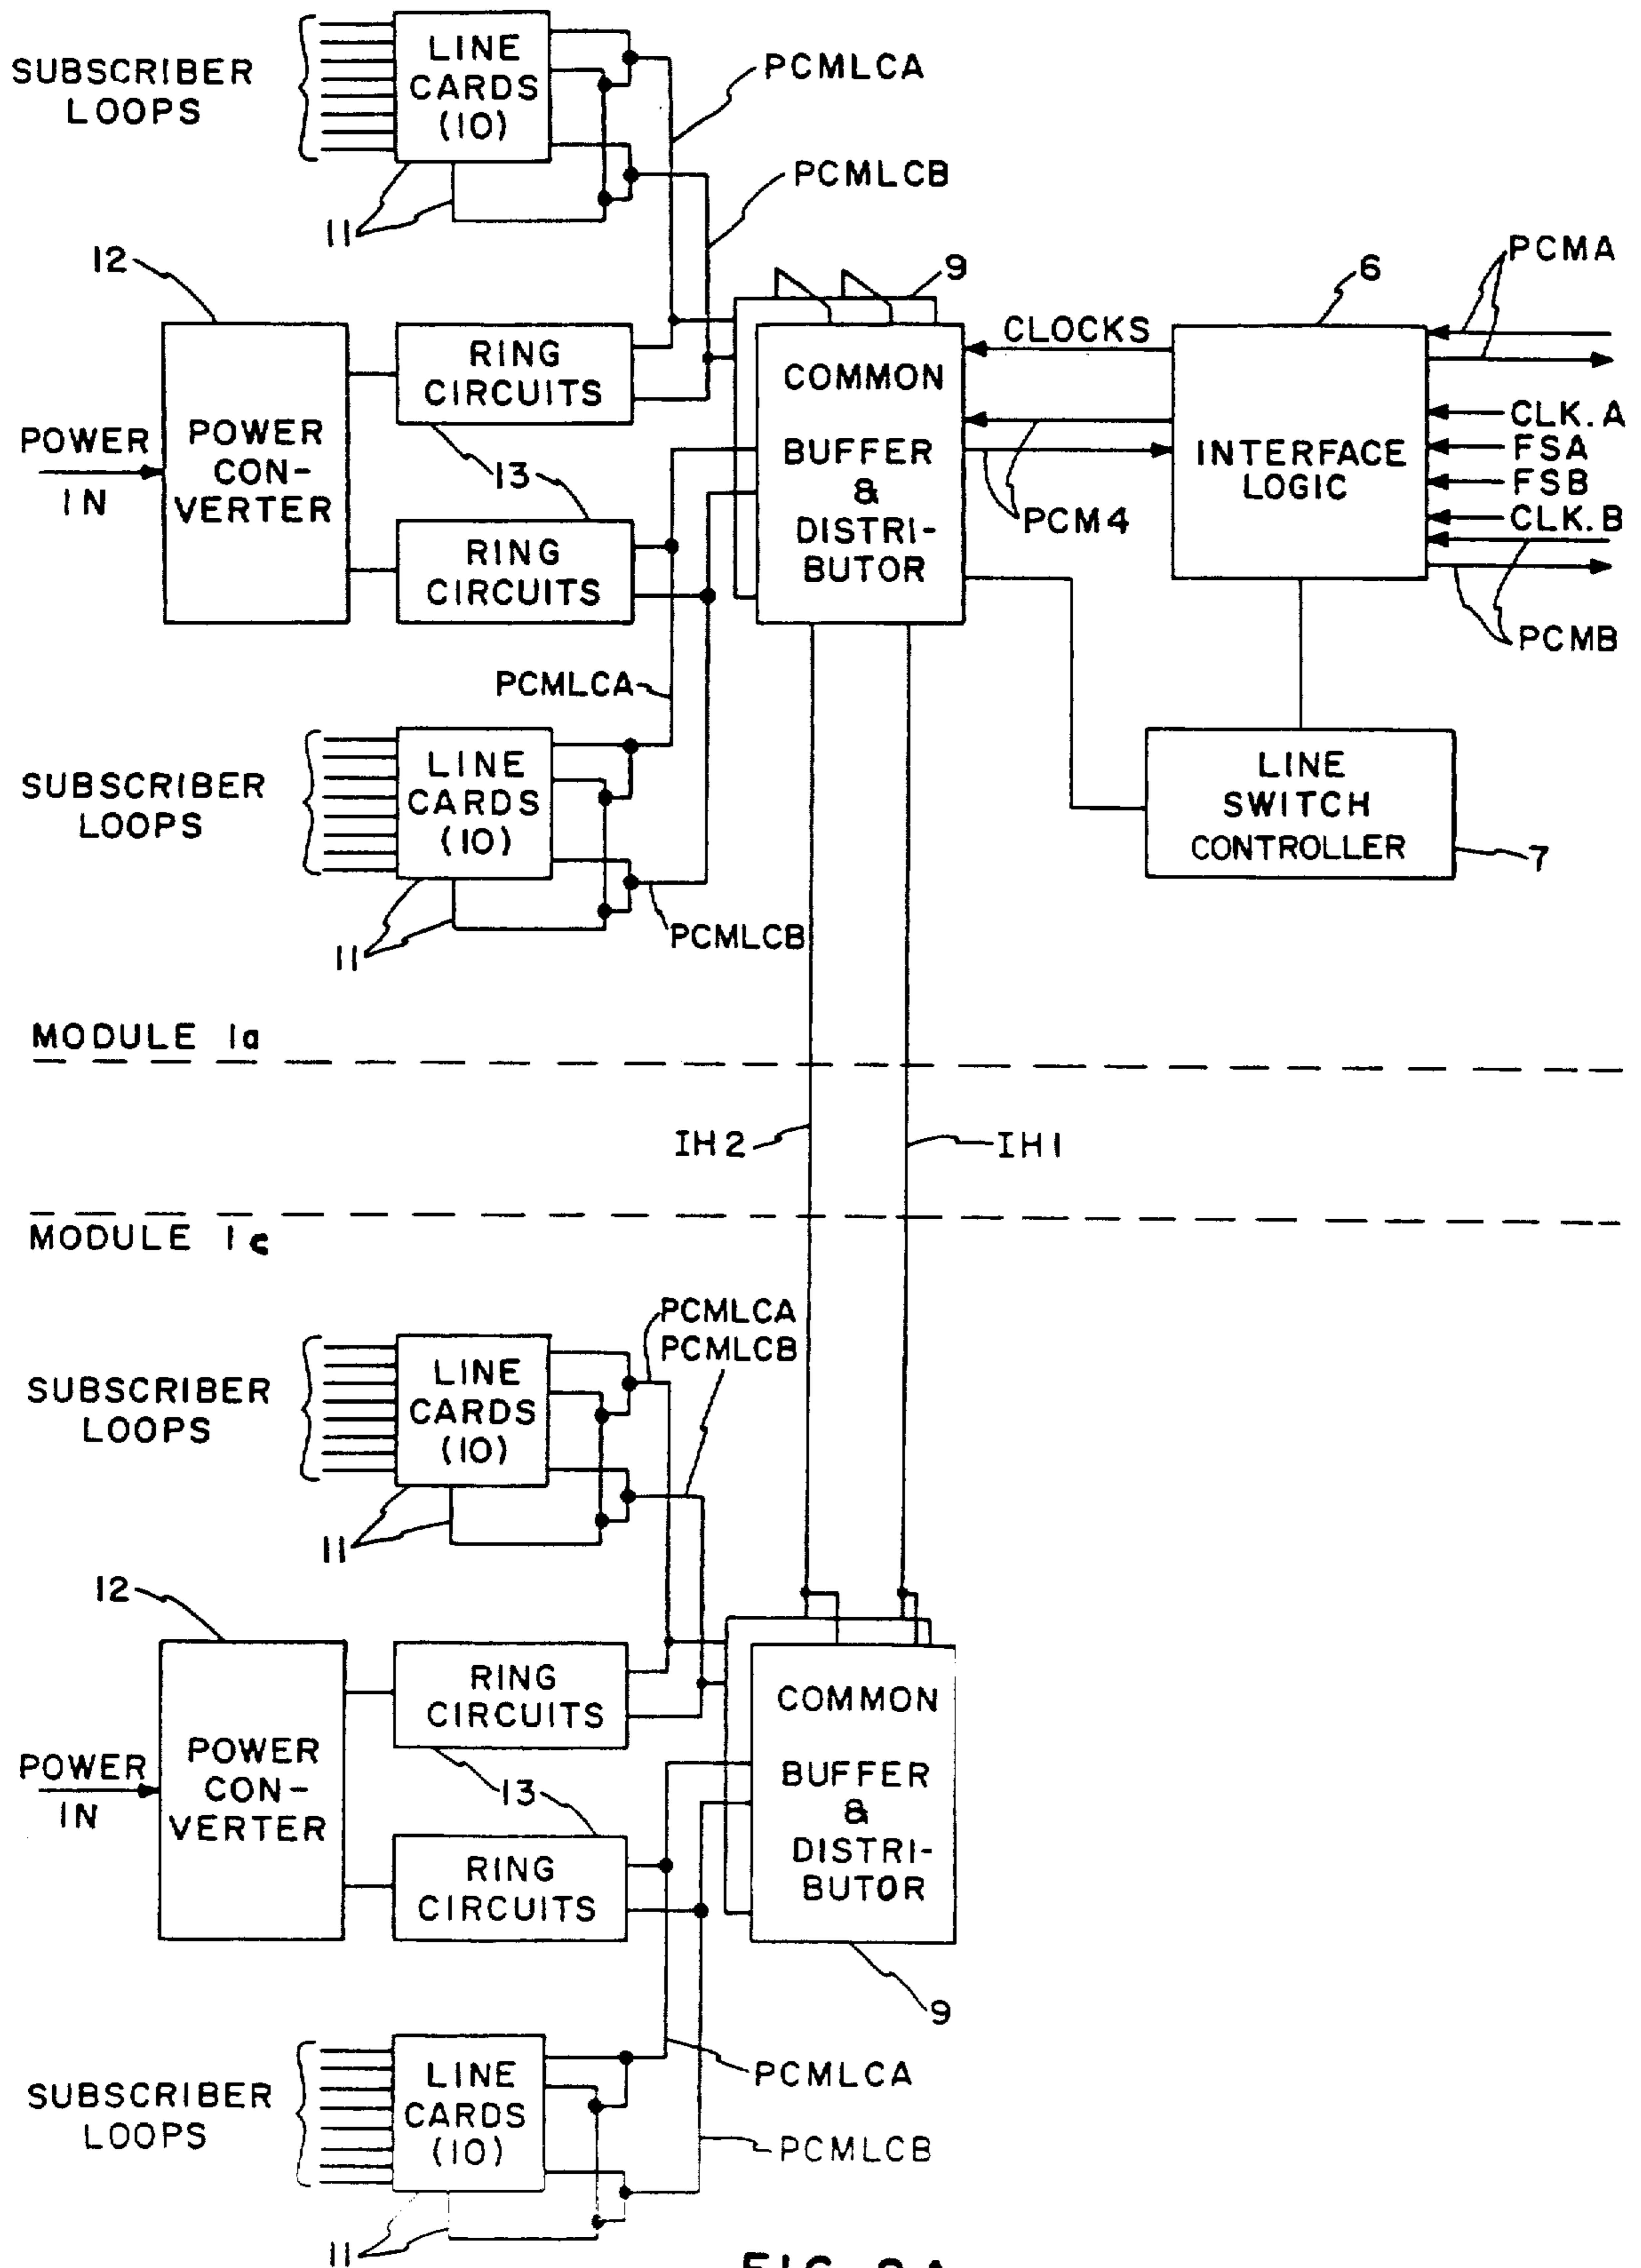 SUBSCRIBER
LOOPS
LINE
CARDS
(10)
PCMLCA
PCMLCB
11
12
9
6
PCMA
POWER
IN
POWER
CON-
VERTER
RING
CIRCUITS
13
RING
CIRCUITS
COMMON
BUFFER
&
DISTRI-
BUTOR
CLOCKS
PCM4
INTERFACE
LOGIC
CLK.A
FSA
FSB
CLK.B
PCMB
PCMLCA
SUBSCRIBER
LOOPS
LINE
CARDS
(10)
PCMLCB
11
LINE
SWITCH
CONTROLLER
7
MODULE 1a
IH2
IH1
MODULE 1c
PCMLCA
PCMLCB
SUBSCRIBER
LOOPS
LINE
CARDS
(10)
11
12
POWER
IN
POWER
CON-
VERTER
RING
CIRCUITS
13
RING
CIRCUITS
COMMON
BUFFER
&
DISTRI-
BUTOR
9
PCMLCA
PCMLCB
SUBSCRIBER
LOOPS
LINE
CARDS
(10)
11